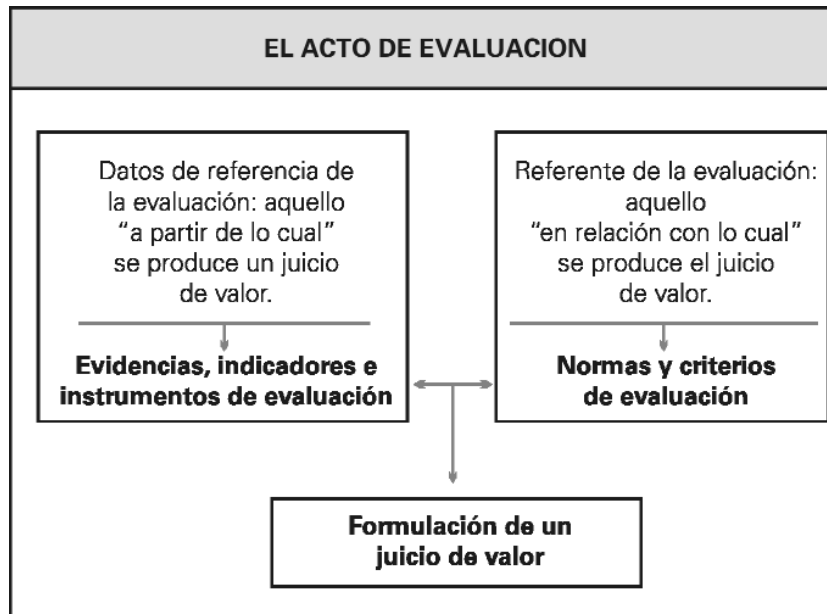 EL ACTO DE EVALUACION
Datos de referencia de
la evaluación: aquello
“a partir de lo cual”
se produce un juicio
de valor.
Evidencias, indicadores e
instrumentos de evaluación
Referente de la evaluación:
aquello
“en relación con lo cual”
se produce el juicio
de valor.
Normas y criterios
de evaluación
Formulación de un
juicio de valor